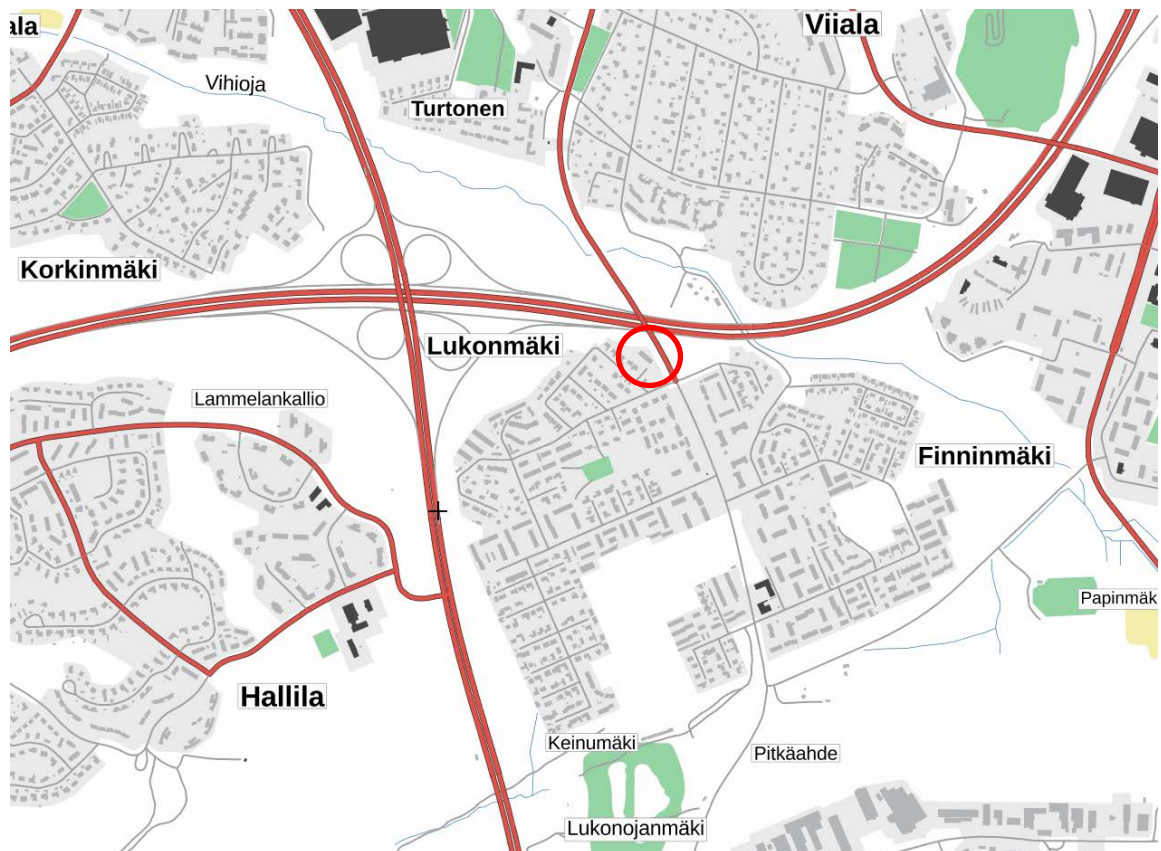 ala
Viiala
Vihioja
Turtonen
Korkinmäki
Lukonmäki
Lammelankallio
Finninmäki
Papinmäk
Hallila
Keinumäki
Pitkäahde
Lukonojanmäki